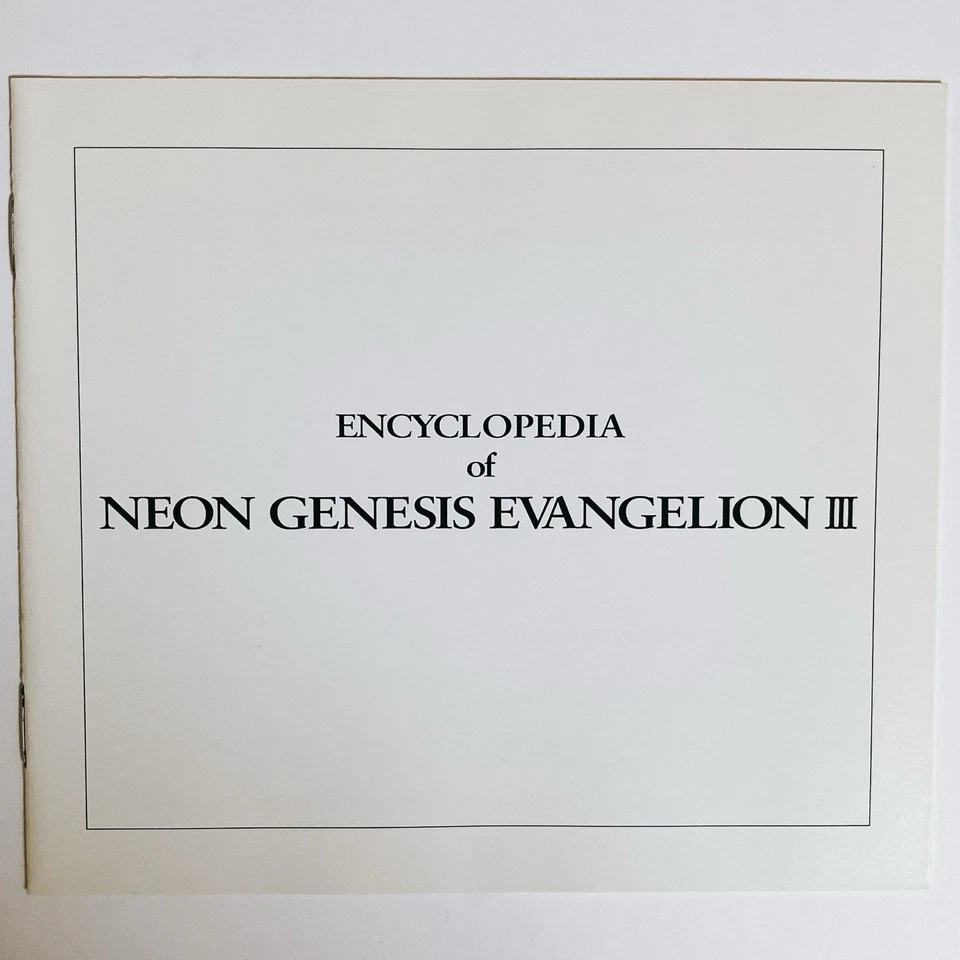 ENCYCLOPEDIA
of
NEON GENESIS EVANGELION III